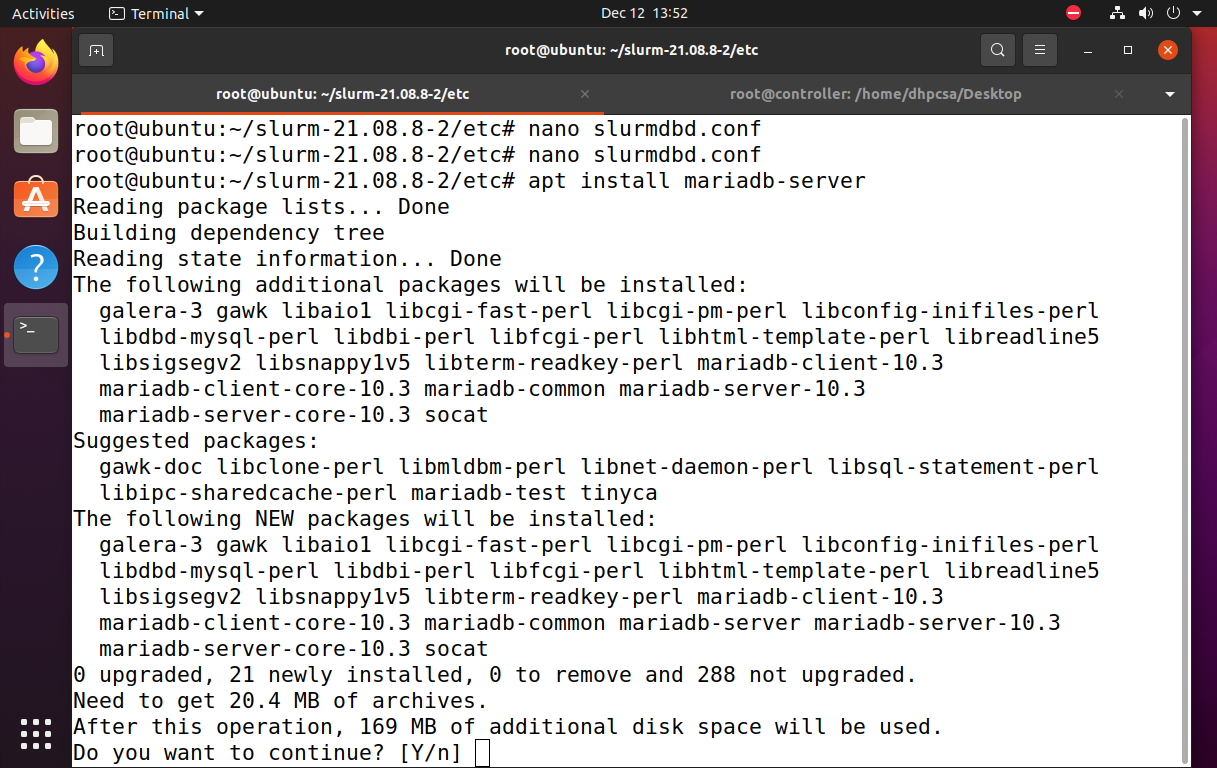 Activities Terminal Dec 12 13:52
root@ubuntu: ~/slurm-21.08.8-2/etc
root@ubuntu: ~/slurm-21.08.8-2/etc root@controller: /home/dhpcsa/Desktop
root@ubuntu:~/slurm-21.08.8-2/etc# nano slurmdbd.conf
root@ubuntu:~/slurm-21.08.8-2/etc# nano slurmdbd.conf
root@ubuntu:~/slurm-21.08.8-2/etc# apt install mariadb-server
Reading package lists... Done
Building dependency tree
Reading state information... Done
The following additional packages will be installed:
  galera-3 gawk libaio1 libcgi-fast-perl libcgi-pm-perl libconfig-inifiles-perl
  libdbd-mysql-perl libdbi-perl libfcgi-perl libhtml-template-perl libreadline5
  libsigsegv2 libsnappy1v5 libterm-readkey-perl mariadb-client-10.3
  mariadb-client-core-10.3 mariadb-common mariadb-server-10.3
  mariadb-server-core-10.3 socat
Suggested packages:
  gawk-doc libclone-perl libmldbm-perl libnet-daemon-perl libsql-statement-perl
  libipc-sharedcache-perl mariadb-test tinyca
The following NEW packages will be installed:
  galera-3 gawk libaio1 libcgi-fast-perl libcgi-pm-perl libconfig-inifiles-perl
  libdbd-mysql-perl libdbi-perl libfcgi-perl libhtml-template-perl libreadline5
  libsigsegv2 libsnappy1v5 libterm-readkey-perl mariadb-client-10.3
  mariadb-client-core-10.3 mariadb-common mariadb-server mariadb-server-10.3
  mariadb-server-core-10.3 socat
0 upgraded, 21 newly installed, 0 to remove and 288 not upgraded.
Need to get 20.4 MB of archives.
After this operation, 169 MB of additional disk space will be used.
Do you want to continue? [Y/n]